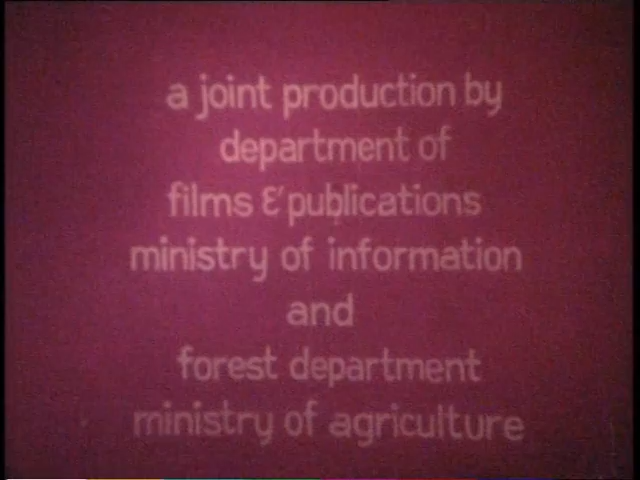 a joint production by
department of
films & publications
ministry of information
and
forest department
ministry of agriculture